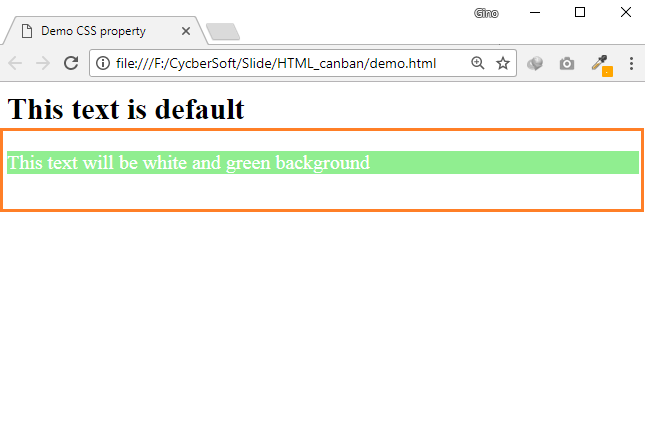 Gino
Demo CSS property
file:///F:/CycberSoft/Slide/HTML_canban/demo.html
This text is default
This text will be white and green background